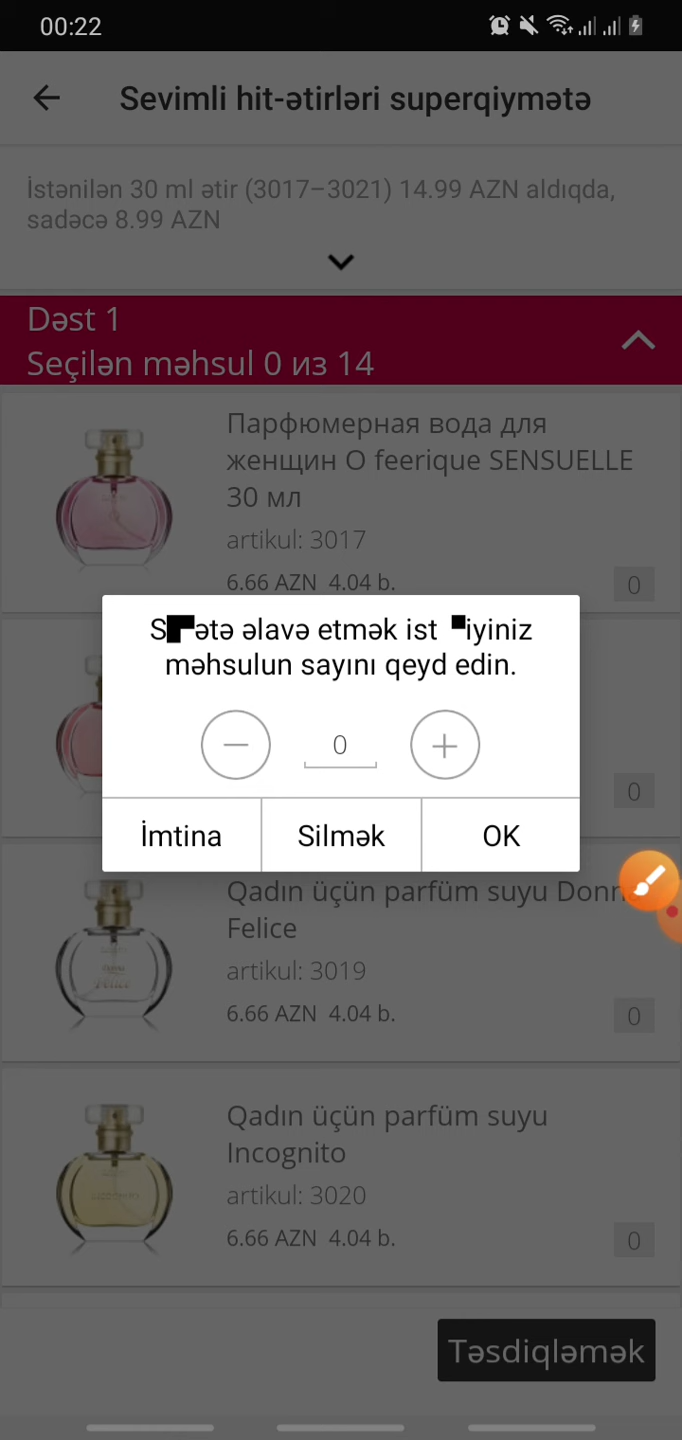 00:22
Sevimli hit-ətirləri superqiymətə
İstənilən 30 ml ətir (3017–3021) 14.99 AZN aldıqda,
sadəcə 8.99 AZN
Dəst 1
Seçilən məhsul 0 из 14
Парфюмерная вода для
женщин O feerique SENSUELLE
30 мл
artikul: 3017
6.66 AZN 4.04 b.
0
əlavə etmək
məhsulun sayını qeyd edin.
0
0
İmtina
Silmək
OK
Qadın üçün parfüm suyu
Felice
artikul: 3019
6.66 AZN 4.04 b.
0
Qadın üçün parfüm suyu
Incognito
artikul: 3020
6.66 AZN 4.04 b.
0
Təsdiqləmək